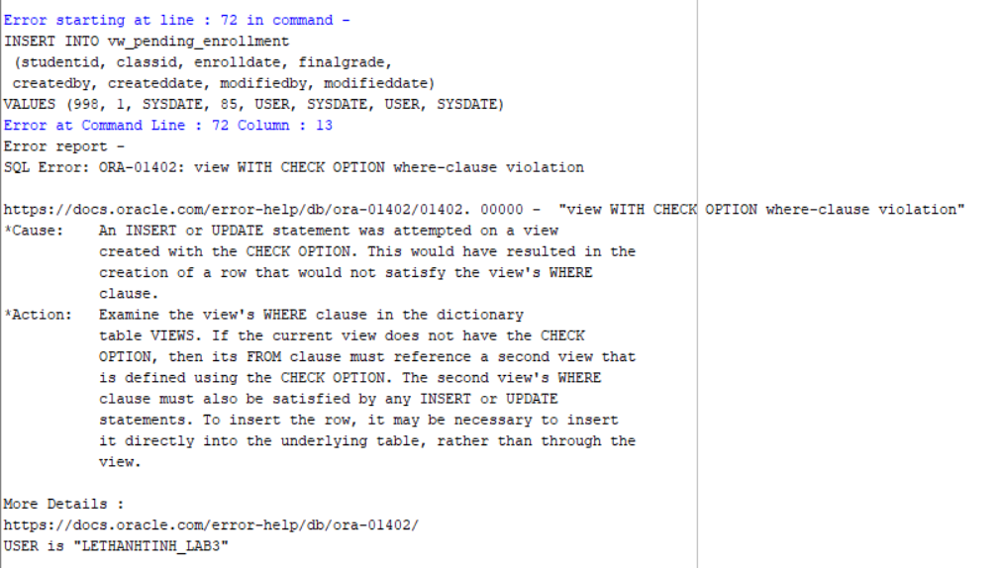 Error starting at line : 72 in command -
INSERT INTO vw_pending_enrollment
 (studentid, classid, enrolldate, finalgrade,
 createdby, createddate, modifiedby, modifieddate)
VALUES (998, 1, SYSDATE, 85, USER, SYSDATE, USER, SYSDATE)
Error at Command Line : 72 Column : 13
Error report -
SQL Error: ORA-01402: view WITH CHECK OPTION where-clause violation

https://docs.oracle.com/error-help/db/ora-01402/01402. 00000 -  "view WITH CHECK OPTION where-clause violation"
*Cause:    An INSERT or UPDATE statement was attempted on a view
           created with the CHECK OPTION. This would have resulted in the
           creation of a row that would not satisfy the view's WHERE
           clause.
*Action:   Examine the view's WHERE clause in the dictionary
           table VIEWS. If the current view does not have the CHECK
           OPTION, then its FROM clause must reference a second view that
           is defined using the CHECK OPTION. The second view's WHERE
           clause must also be satisfied by any INSERT or UPDATE
           statements. To insert the row, it may be necessary to insert
           it directly into the underlying table, rather than through the
           view.

More Details :
https://docs.oracle.com/error-help/db/ora-01402/
USER is "LETHANHTINH_LAB3"